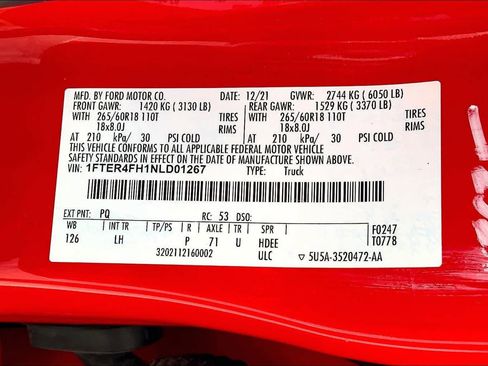 MFD. BY FORD MOTOR CO. DATE: 12/21 GVWR: 2744 KG ( 6050 LB)
FRONT GAWR: 1420 KG ( 3130 LB) REAR GAWR: 1529 KG ( 3370 LB)
WITH 265/60R18 110T TIRES WITH 265/60R18 110T TIRES
18x8.0J RIMS 18x8.0J RIMS
AT 210 kPa/ 30 PSI COLD AT 210 kPa/ 30 PSI COLD
THIS VEHICLE CONFORMS TO ALL APPLICABLE FEDERAL MOTOR VEHICLE
SAFETY STANDARDS IN EFFECT ON THE DATE OF MANUFACTURE SHOWN ABOVE.
VIN: 1FTER4FH1NLD01267 TYPE: Truck
EXT PNT: PQ RC: 53 DSO:
WB INT TR TP/PS R AXLE TR SPR F0247
126 LH P 71 U HDEE T0778
3202112160002 ULC ▽ 5U5A-3520472-AA